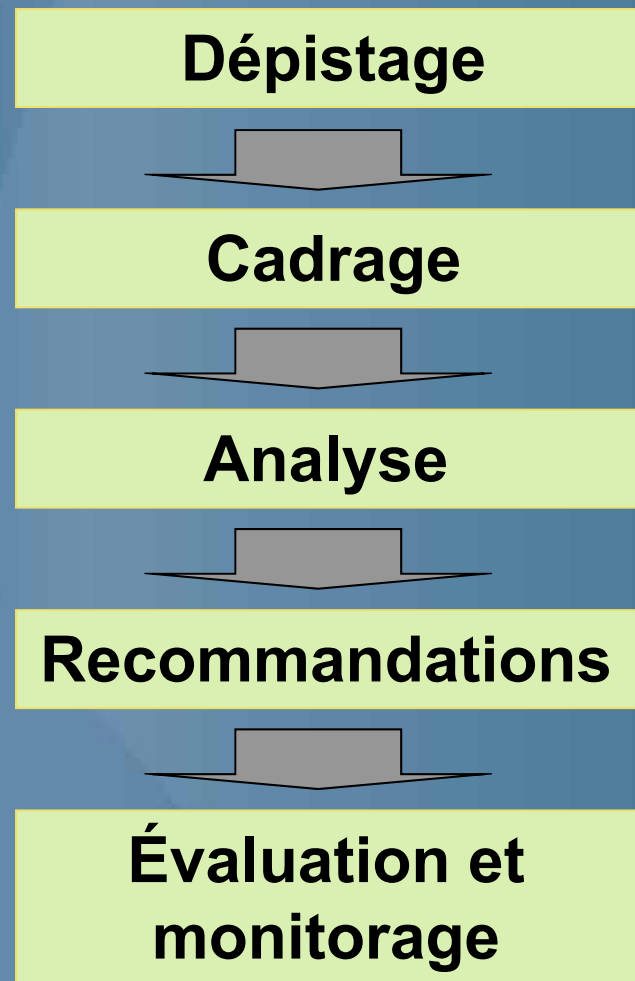 Dépistage
Cadrage
Analyse
Recommandations
Évaluation et
monitorage